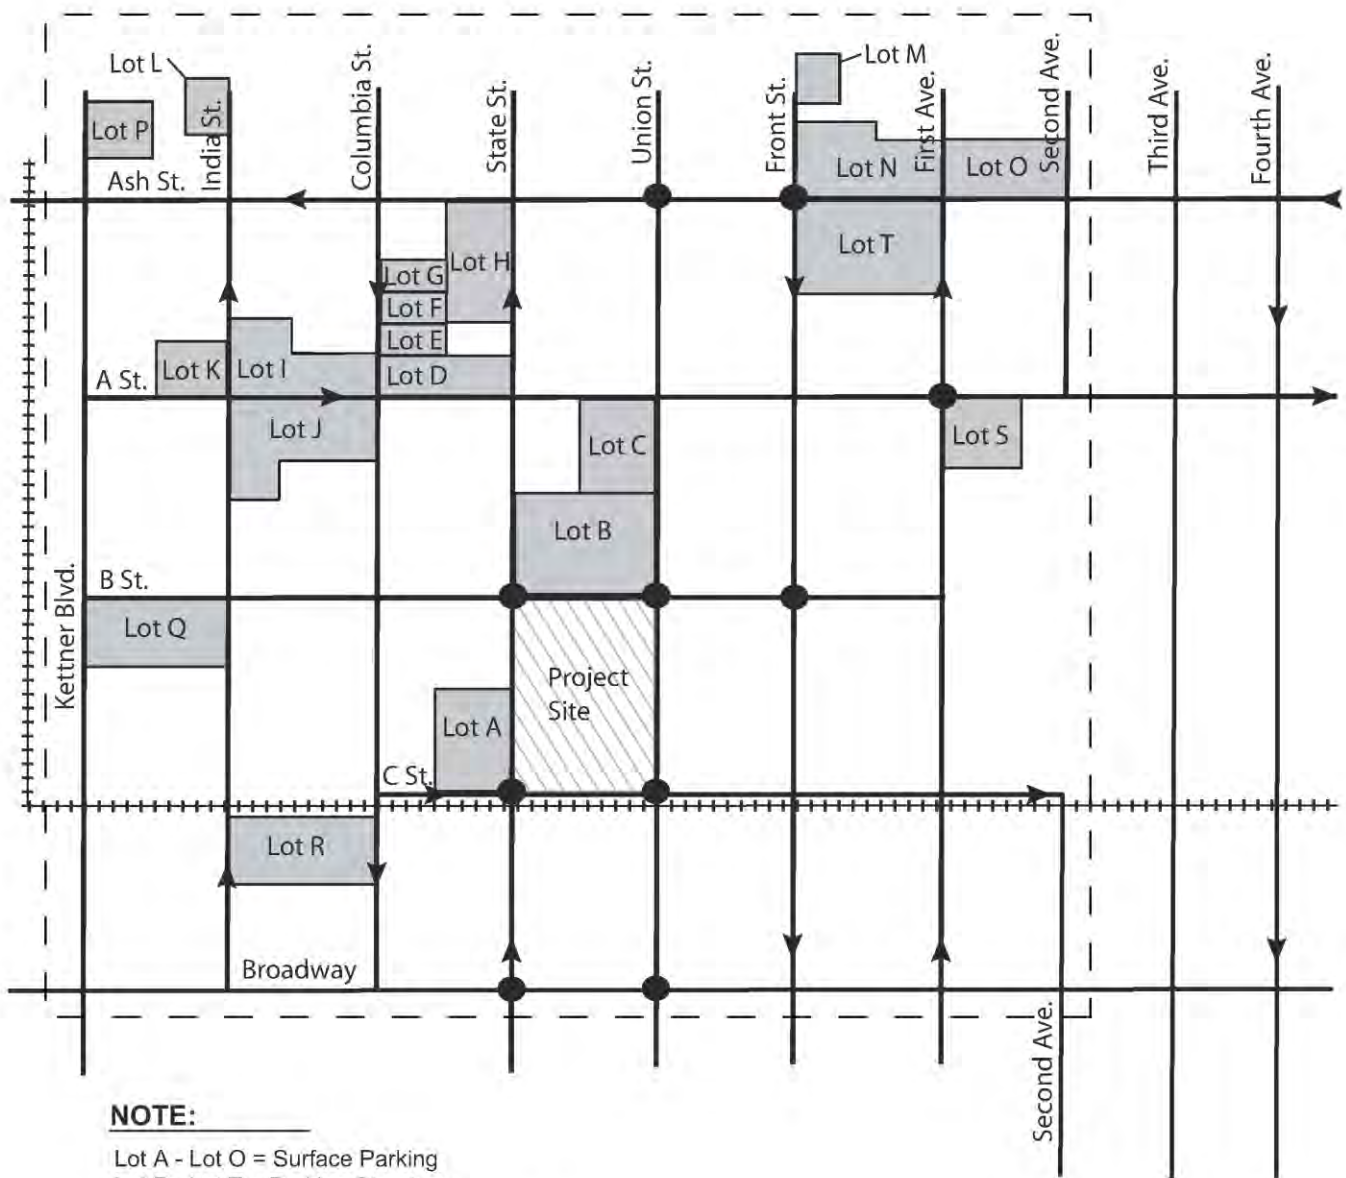 Lot L
Lot M
Lot P
India St.
Columbia St.
State St.
Union St.
Front St.
First Ave.
Second Ave.
Third Ave.
Fourth Ave.
Ash St.
Lot N
Lot O
Lot T
Lot G
Lot H
Lot F
Lot E
Lot K
Lot I
Lot D
A St.
Lot J
Lot C
Lot S
Lot B
B St.
Kettner Blvd.
Lot Q
Project
Site
Lot A
C St.
Lot R
Broadway
Second Ave.
NOTE:
Lot A - Lot O = Surface Parking